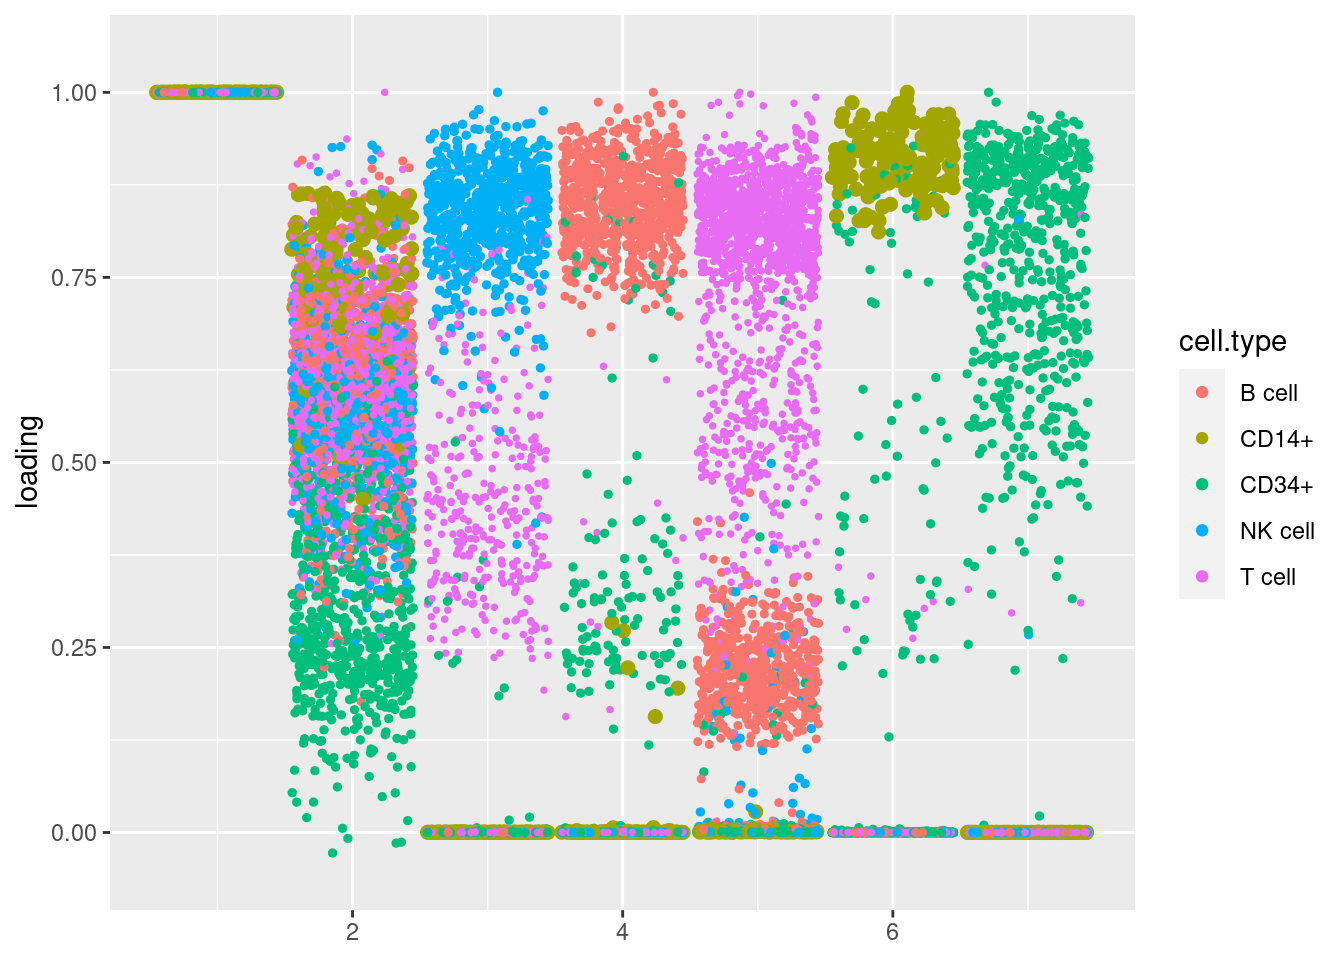 1.00
0.75
0.50
0.25
0.00
loading
2
4
6
cell.type
B cell
CD14+
CD34+
NK cell
T cell